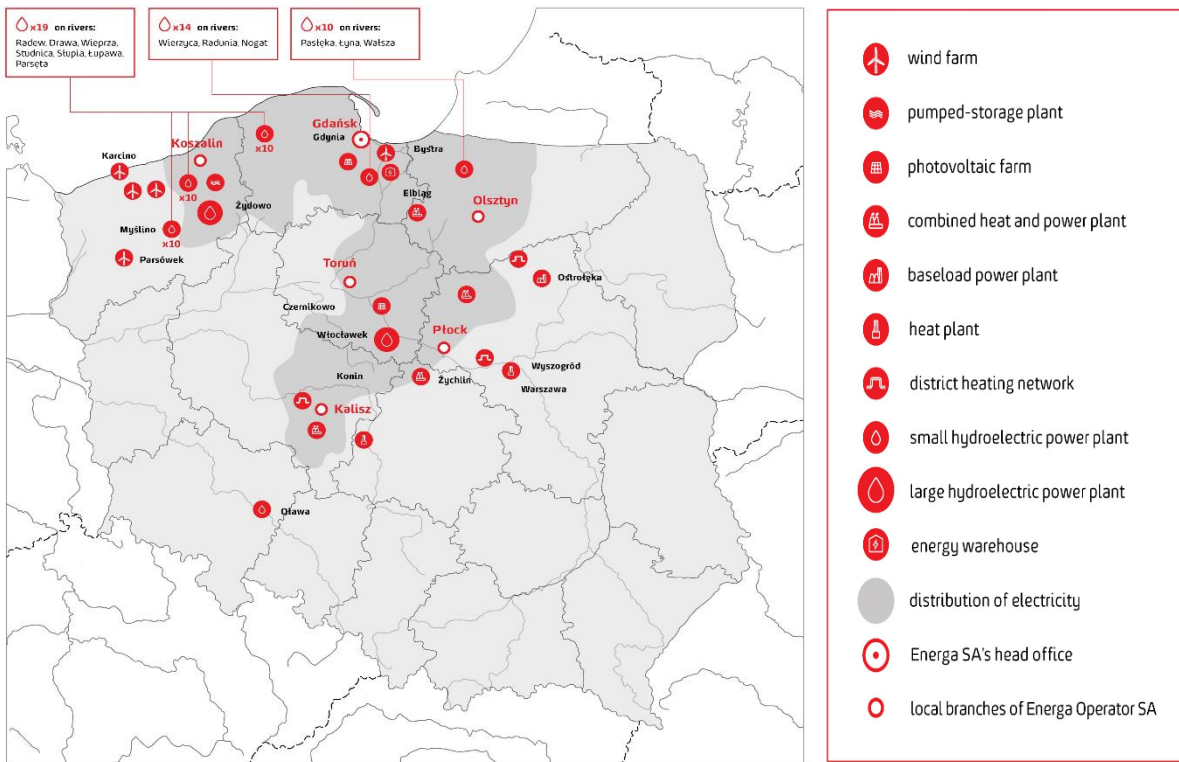 x19 on rivers:
Radew, Drawa, Wieprza,
Studnica, Słupia, Łupawa,
Parsęta
x14 on rivers:
Wierzyca, Radunia, Nogat
x10 on rivers:
Pasłęka, Łyna, Wałsza
Gdańsk
Gdynia
x10
Koszalin
Bystra
Karcino
x10
Elbląg
Żydowo
Olsztyn
Myślino
x10
Parsówek
Toruń
Ostrołęka
Czernikowo
Płock
Włocławek
Wyszogród
Konin
Żychlin
Warszawa
Kalisz
Oława
wind farm
pumped-storage plant
photovoltaic farm
combined heat and power plant
baseload power plant
heat plant
district heating network
small hydroelectric power plant
large hydroelectric power plant
energy warehouse
distribution of electricity
Energa SA's head office
local branches of Energa Operator SA